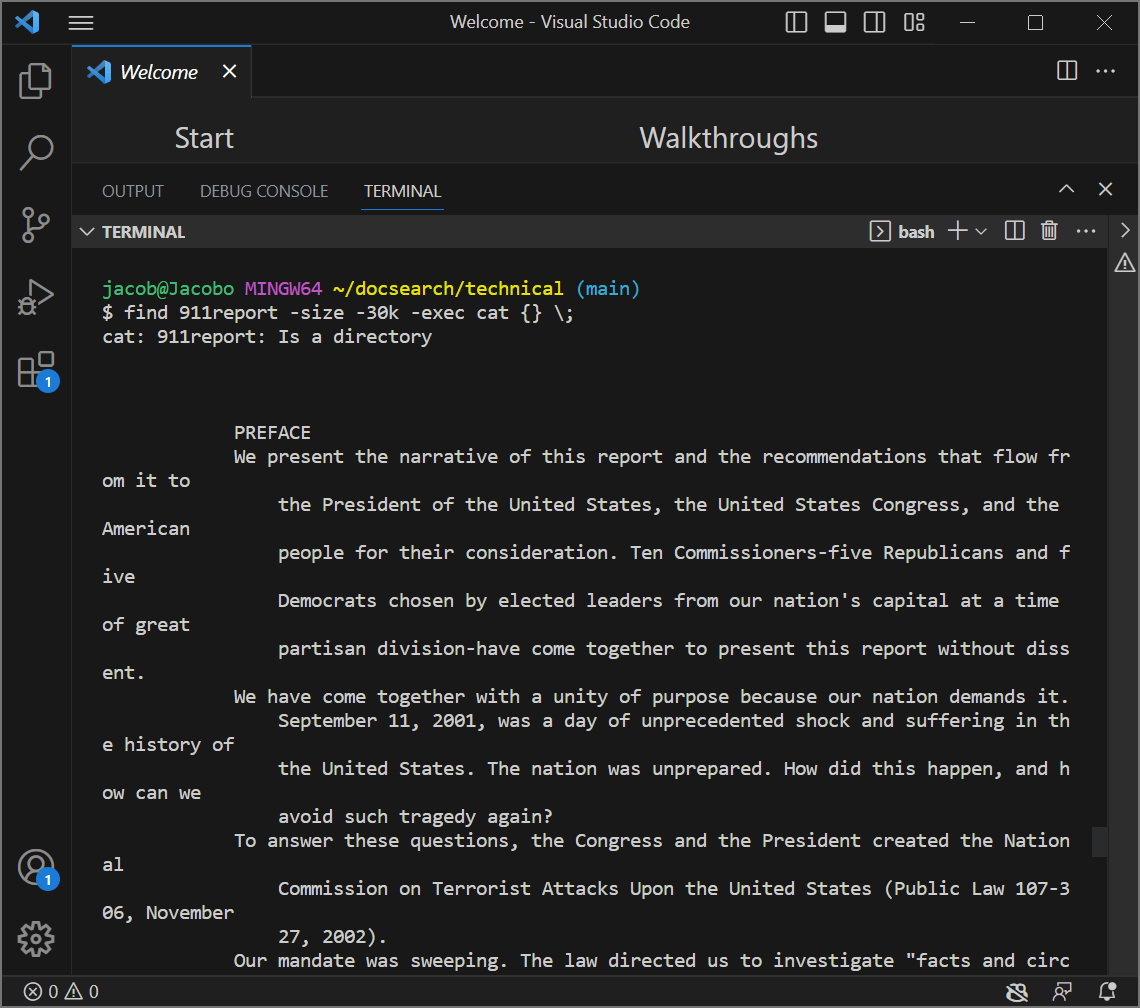 Welcome - Visual Studio Code
Welcome
Start
Walkthroughs
OUTPUT
DEBUG CONSOLE
TERMINAL
TERMINAL
bash
jacob@Jacobo MINGW64 ~/docsearch/technical (main)
$ find 911report -size -30k -exec cat {} \;
cat: 911report: Is a directory
PREFACE
We present the narrative of this report and the recommendations that flow fr
om it to
the President of the United States, the United States Congress, and the
American
people for their consideration. Ten Commissioners-five Republicans and f
ive
Democrats chosen by elected leaders from our nation's capital at a time
of great
partisan division-have come together to present this report without diss
ent.
We have come together with a unity of purpose because our nation demands it.
September 11, 2001, was a day of unprecedented shock and suffering in th
e history of
the United States. The nation was unprepared. How did this happen, and h
ow can we
avoid such tragedy again?
To answer these questions, the Congress and the President created the Nation
al
Commission on Terrorist Attacks Upon the United States (Public Law 107-3
06, November
27, 2002).
Our mandate was sweeping. The law directed us to investigate "facts and circ
1
1
0 0